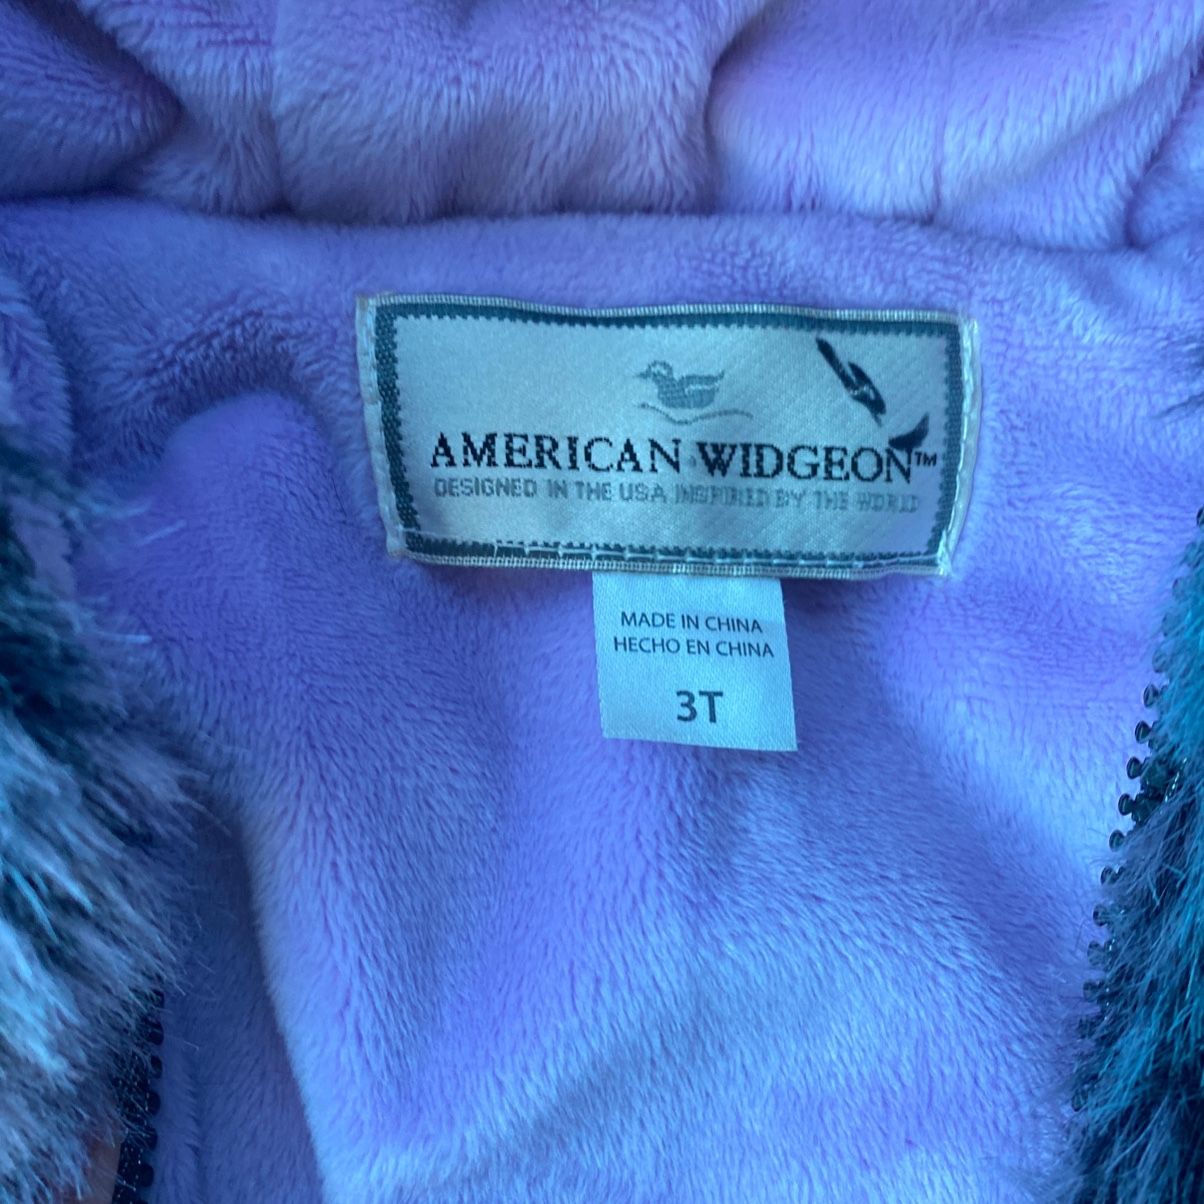 AMERICAN WIDGEON™
DESIGNED IN THE USA INSPIRED BY THE WORLD
MADE IN CHINA
HECHO EN CHINA
3T